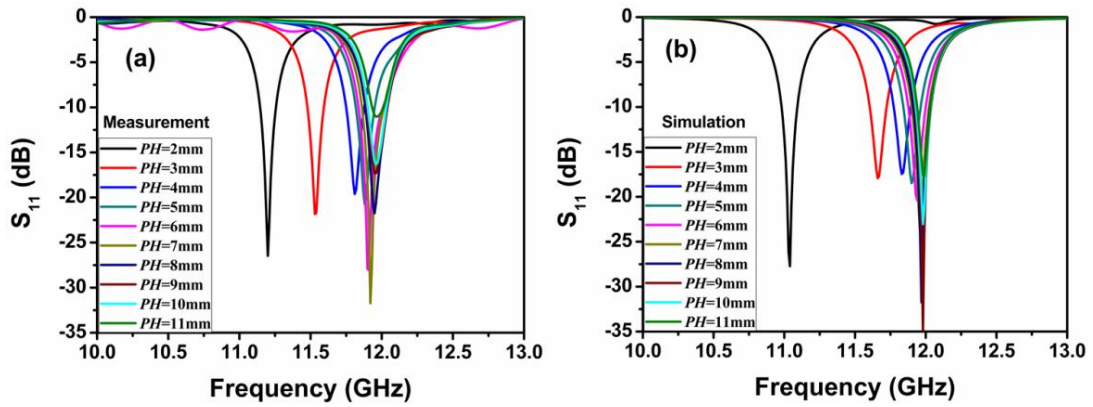 (a)
Measurement
PH=2mm
PH=3mm
PH=4mm
PH=5mm
PH=6mm
PH=7mm
PH=8mm
PH=9mm
PH=10mm
PH=11mm
S11 (dB)
0
-5
-10
-15
-20
-25
-30
-35
10.0 10.5 11.0 11.5 12.0 12.5 13.0
Frequency (GHz)
(b)
Simulation
PH=2mm
PH=3mm
PH=4mm
PH=5mm
PH=6mm
PH=7mm
PH=8mm
PH=9mm
PH=10mm
PH=11mm
S11 (dB)
0
-5
-10
-15
-20
-25
-30
-35
10.0 10.5 11.0 11.5 12.0 12.5 13.0
Frequency (GHz)